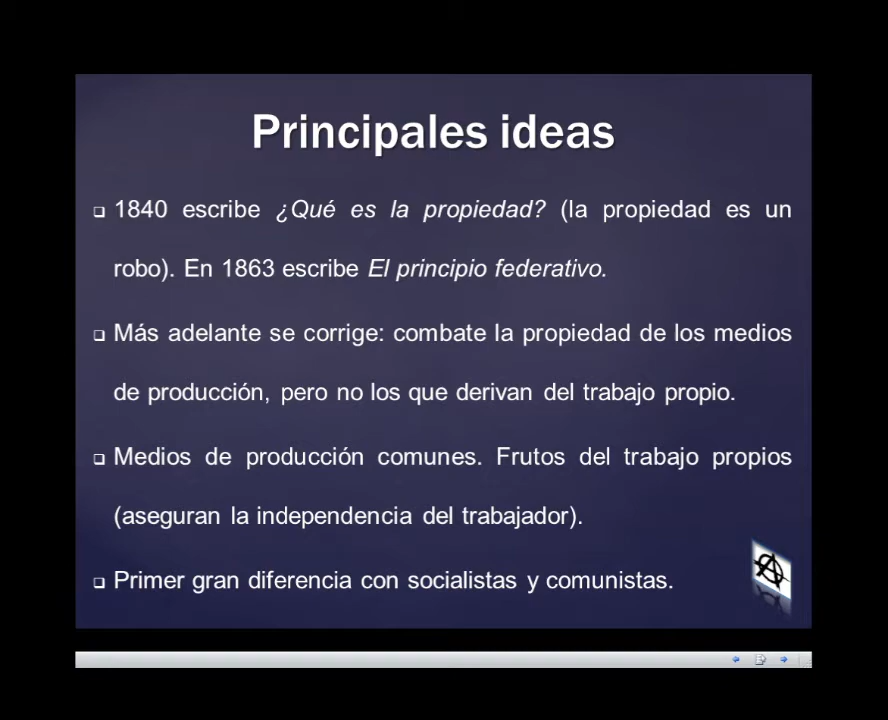 Principales ideas
1840 escribe ¿Qué es la propiedad? (la propiedad es un
robo). En 1863 escribe El principio federativo.
Más adelante se corrige: combate la propiedad de los medios
de producción, pero no los que derivan del trabajo propio.
Medios de producción comunes. Frutos del trabajo propios
(aseguran la independencia del trabajador).
Primer gran diferencia con socialistas y comunistas.